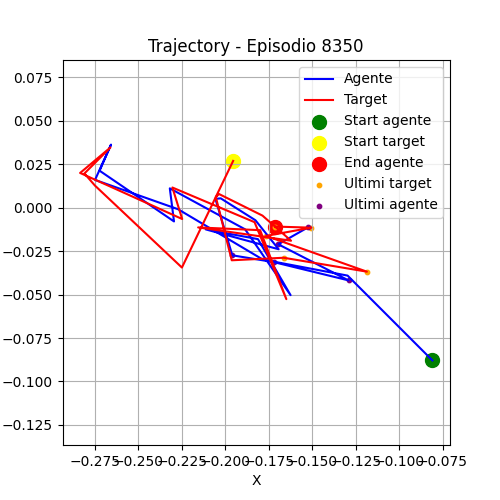 Trajectory - Episodio 8350
Agente
Target
Start agente
Start target
End agente
Ultimi target
Ultimi agente
0.075
0.050
0.025
0.000
−0.025
−0.050
−0.075
−0.100
−0.125
−0.275
−0.250
−0.225
−0.200
−0.175
−0.150
−0.125
−0.100
−0.075
X